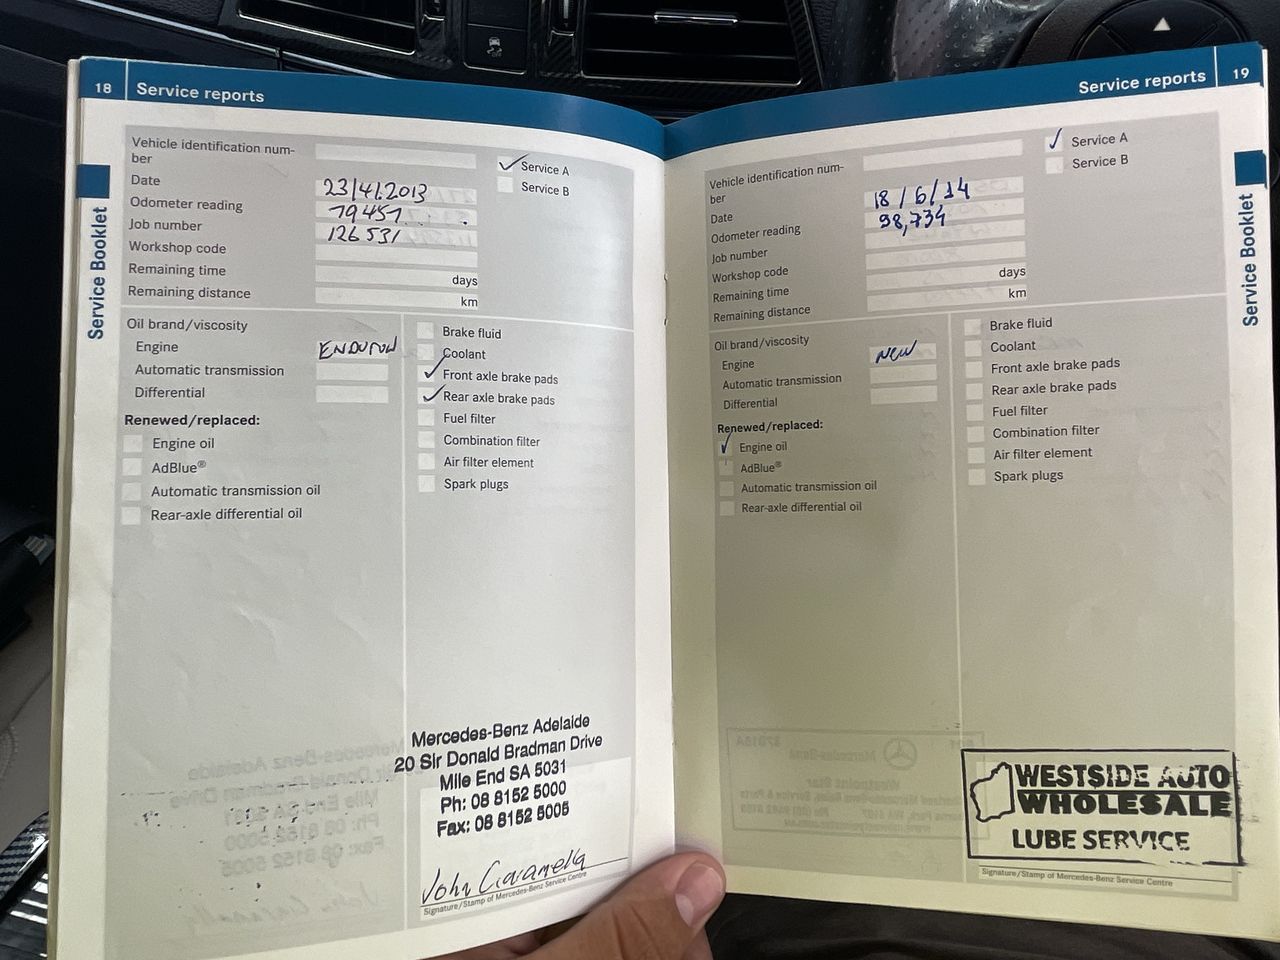 18 Service reports
Vehicle identification num-
ber
Date 23/4/2013
Odometer reading 79451
Job number 126531
Workshop code
Remaining time days
Remaining distance km
✓ Service A
Service B
Oil brand/viscosity
Engine
Automatic transmission
Differential
Renewed/replaced:
Engine oil
AdBlue®
Automatic transmission oil
Rear-axle differential oil
Brake fluid
Coolant
✓ Front axle brake pads
✓ Rear axle brake pads
Fuel filter
Combination filter
Air filter element
Spark plugs
Mercedes-Benz Adelaide
20 Sir Donald Bradman Drive
Mile End SA 5031
Ph: 08 8152 5000
Fax: 08 8152 5005
John
Signature/Stamp of Mercedes-Benz Service Centre
Service Booklet
Service reports 19
Vehicle identification num-
ber
Date 18/6/14
Odometer reading 98,734
Job number
Workshop code
Remaining time days
Remaining distance km
✓ Service A
Service B
Oil brand/viscosity
Engine New
Automatic transmission
Differential
Renewed/replaced:
✓ Engine oil
AdBlue®
Automatic transmission oil
Rear-axle differential oil
Brake fluid
Coolant
Front axle brake pads
Rear axle brake pads
Fuel filter
Combination filter
Air filter element
Spark plugs
WESTSIDE AUTO
WHOLESALE
LUBE SERVICE
Signature/Stamp of Mercedes-Benz Service Centre
Service Booklet